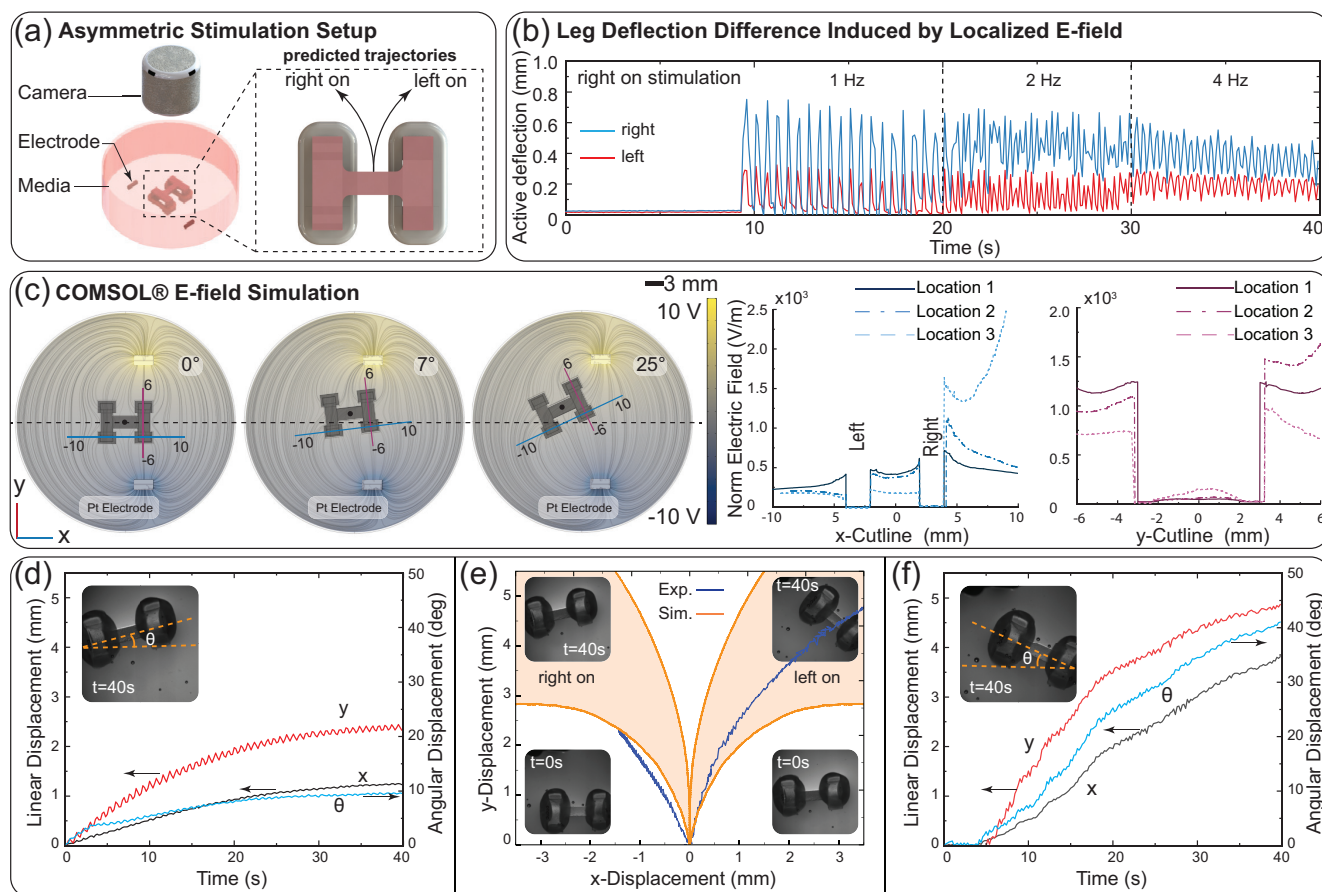 (a) Asymmetric Stimulation Setup
predicted trajectories
right on
left on
Camera
Electrode
Media
(b) Leg Deflection Difference Induced by Localized E-field
Active deflection (mm)
1.0
0.8
0.6
0.4
0.2
0
right on stimulation
1 Hz
2 Hz
4 Hz
right
left
0 10 20 30 40
Time (s)
(c) COMSOL® E-field Simulation
3 mm
10 V
-10 V
0°
6
-10
10
-6
Pt Electrode
7°
6
-10
10
-6
Pt Electrode
25°
6
10
-10
-6
Pt Electrode
y
x
x10³
Norm Electric Field (V/m)
2.5
2.0
1.5
1.0
0.5
0
Location 1
Location 2
Location 3
Left
Right
-10 -5 0 5 10
x-Cutline (mm)
x10³
2.0
1.5
1.0
0.5
0
Location 1
Location 2
Location 3
-6 -4 -2 0 2 4 6
y-Cutline (mm)
(d)
Linear Displacement (mm)
5
4
3
2
1
0
θ
t=40s
y
x
θ
50
40
30
20
10
0
Angular Displacement (deg)
0 10 20 30 40
Time (s)
(e)
y-Displacement (mm)
5
4
3
2
1
0
Exp.
Sim.
t=40s
t=40s
right on
left on
t=0s
t=0s
-3 -2 -1 0 1 2 3
x-Displacement (mm)
(f)
Linear Displacement (mm)
5
4
3
2
1
0
θ
t=40s
y
θ
x
50
40
30
20
10
0
Angular Displacement (deg)
0 10 20 30 40
Time (s)